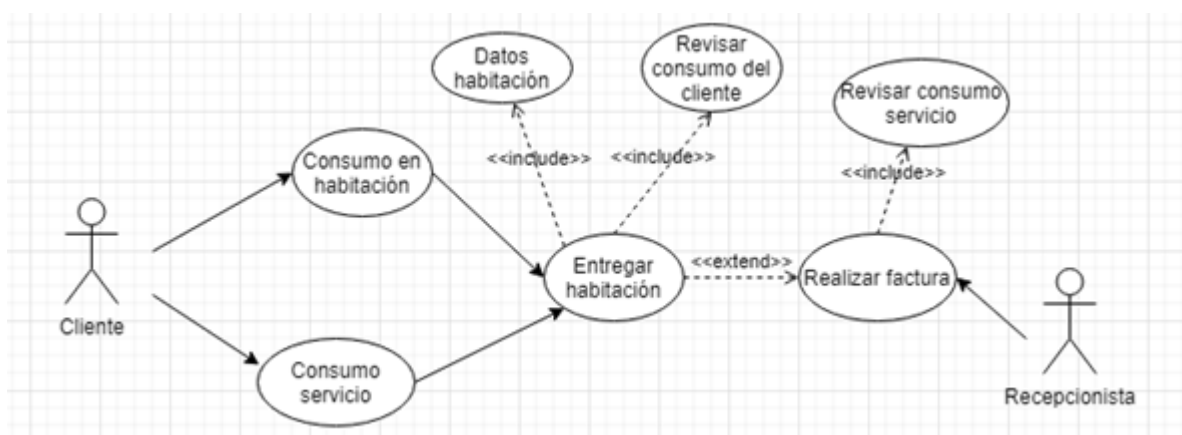 Datos
habitación
Revisar
consumo del
cliente
Revisar consumo
servicio
<<include>>
<<include>>
<<include>>
Consumo en
habitación
Cliente
Entregar
habitación
<<extend>>
Realizar factura
Consumo
servicio
Recepcionista